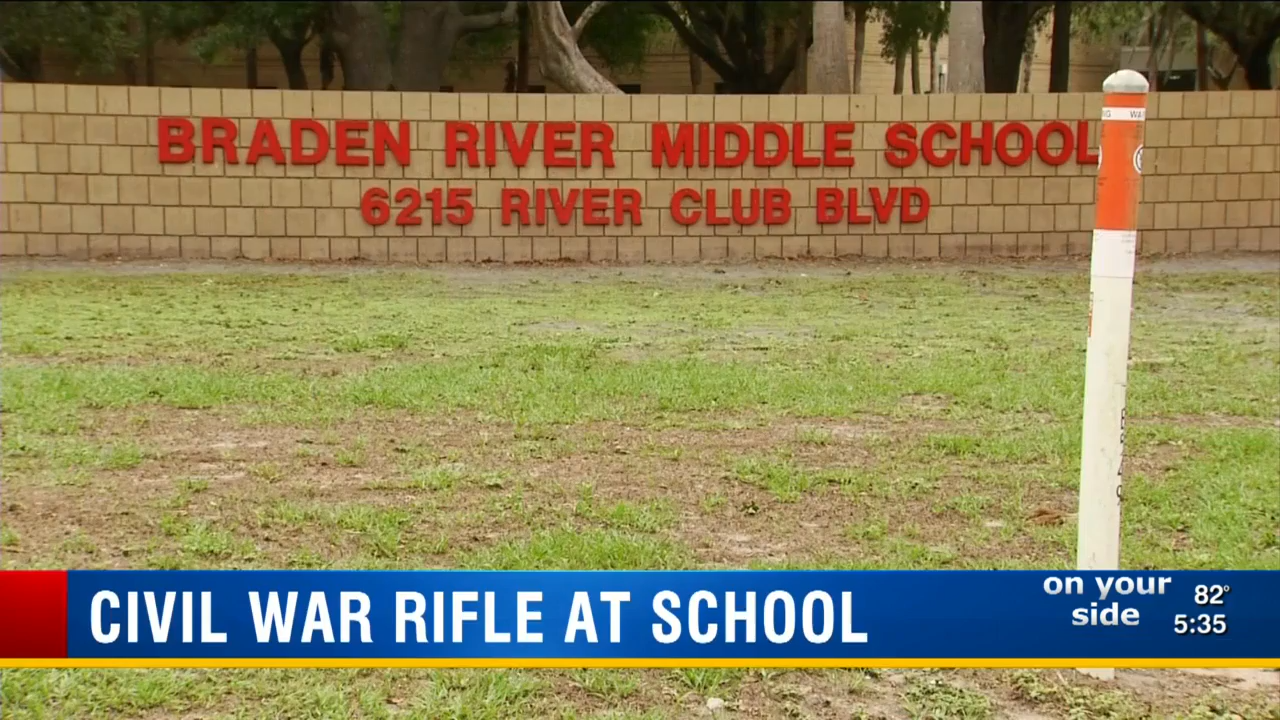 BRADEN RIVER MIDDLE SCHOOL
6215 RIVER CLUB BLVD
CIVIL WAR RIFLE AT SCHOOL
on your side
82°
5:35